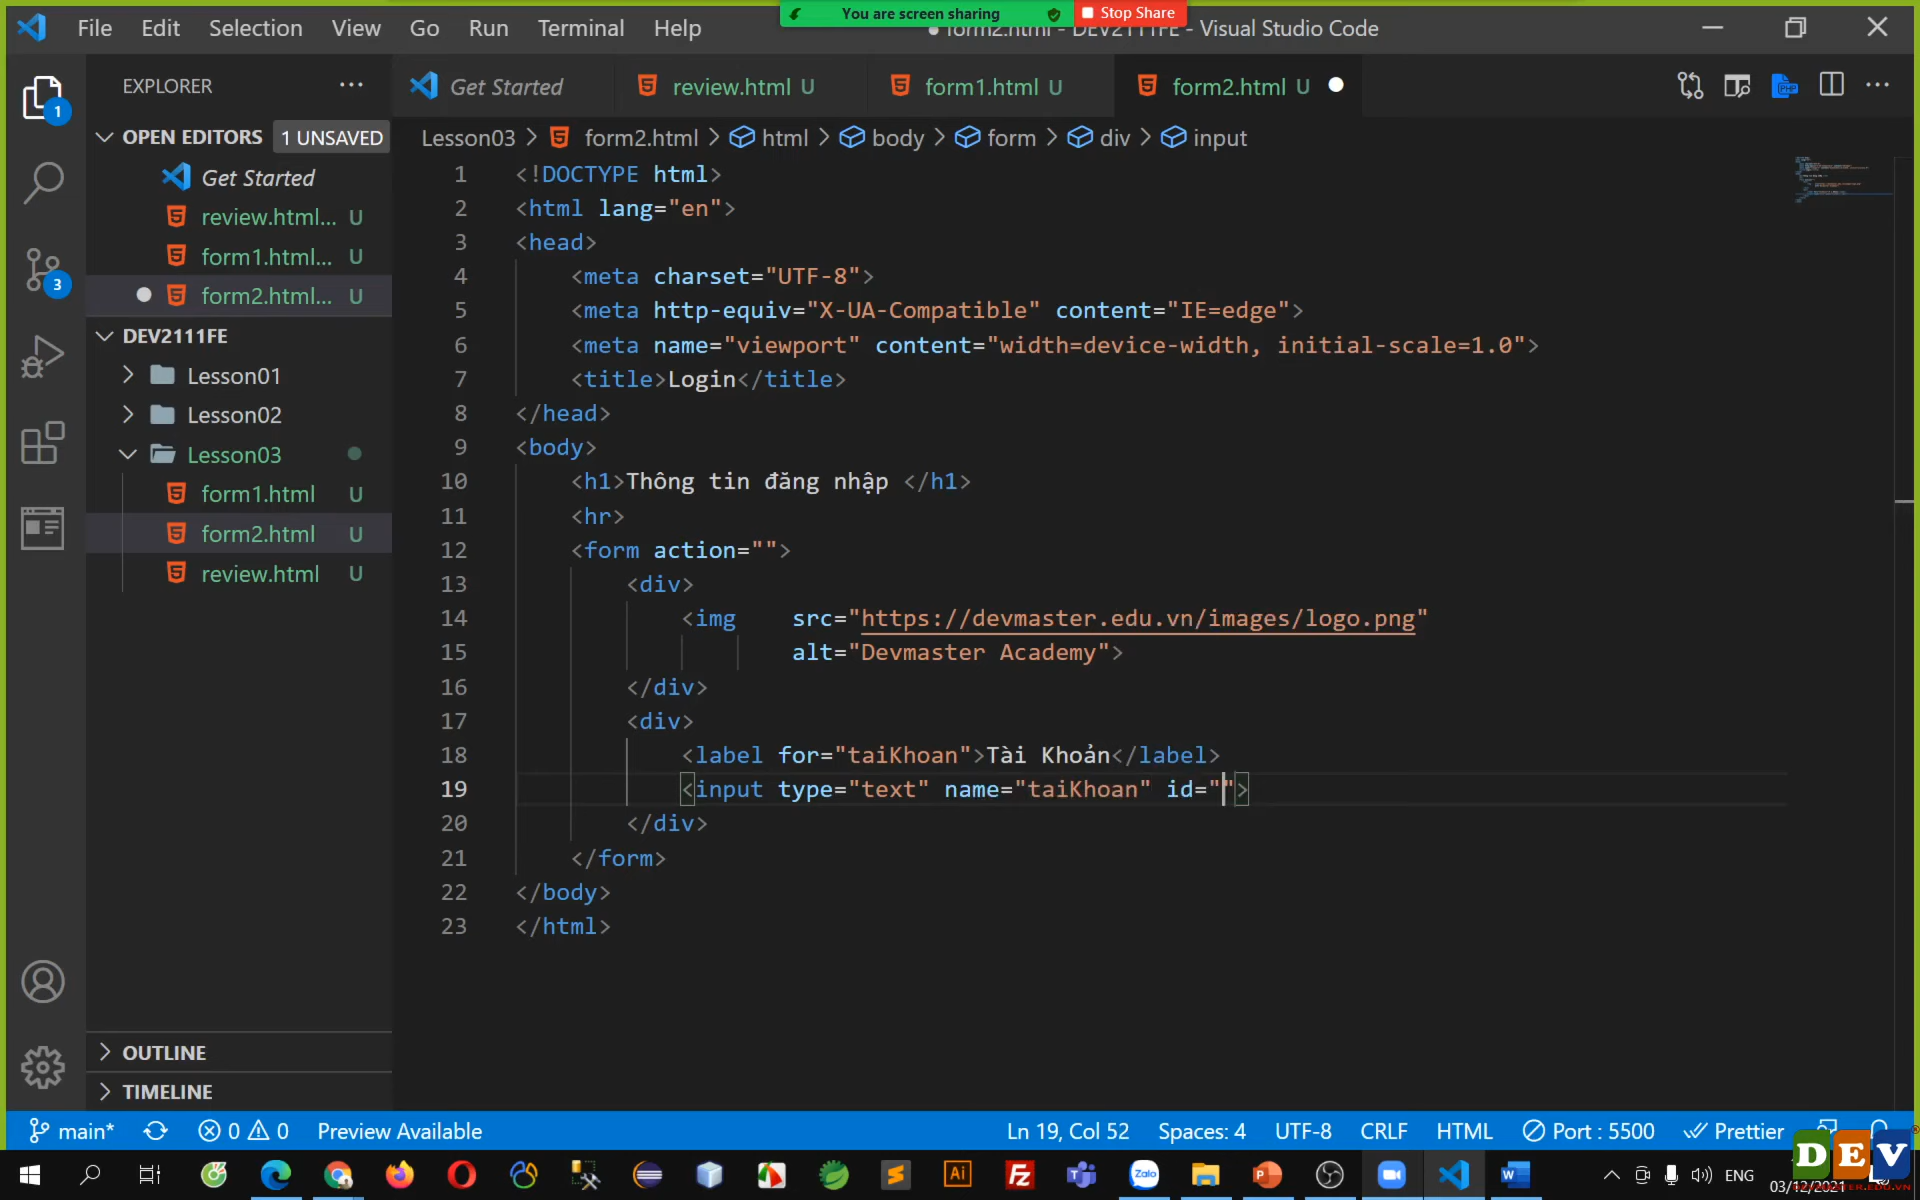 File Edit Selection View Go Run Terminal Help
You are screen sharing
Stop Share
form2.html - DEV2111FE - Visual Studio Code
EXPLORER
Get Started
review.html U
form1.html U
form2.html U
1
OPEN EDITORS
1 UNSAVED
Get Started
review.html... U
form1.html... U
form2.html... U
3
DEV2111FE
Lesson01
Lesson02
Lesson03
form1.html U
form2.html U
review.html U
OUTLINE
TIMELINE
Lesson03 > form2.html > html > body > form > div > input
1 <!DOCTYPE html>
2 <html lang="en">
3 <head>
4 <meta charset="UTF-8">
5 <meta http-equiv="X-UA-Compatible" content="IE=edge">
6 <meta name="viewport" content="width=device-width, initial-scale=1.0">
7 <title>Login</title>
8 </head>
9 <body>
10 <h1>Thông tin đăng nhập </h1>
11 <hr>
12 <form action="">
13 <div>
14 <img src="https://devmaster.edu.vn/images/logo.png"
15 alt="Devmaster Academy">
16 </div>
17 <div>
18 <label for="taiKhoan">Tài Khoản</label>
19 <input type="text" name="taiKhoan" id="">
20 </div>
21 </form>
22 </body>
23 </html>
main* 0 0 Preview Available
Ln 19, Col 52 Spaces: 4 UTF-8 CRLF HTML Port : 5500 Prettier
Ai
Fz
Zalo
P
W
ENG
03/12/2021
DEV